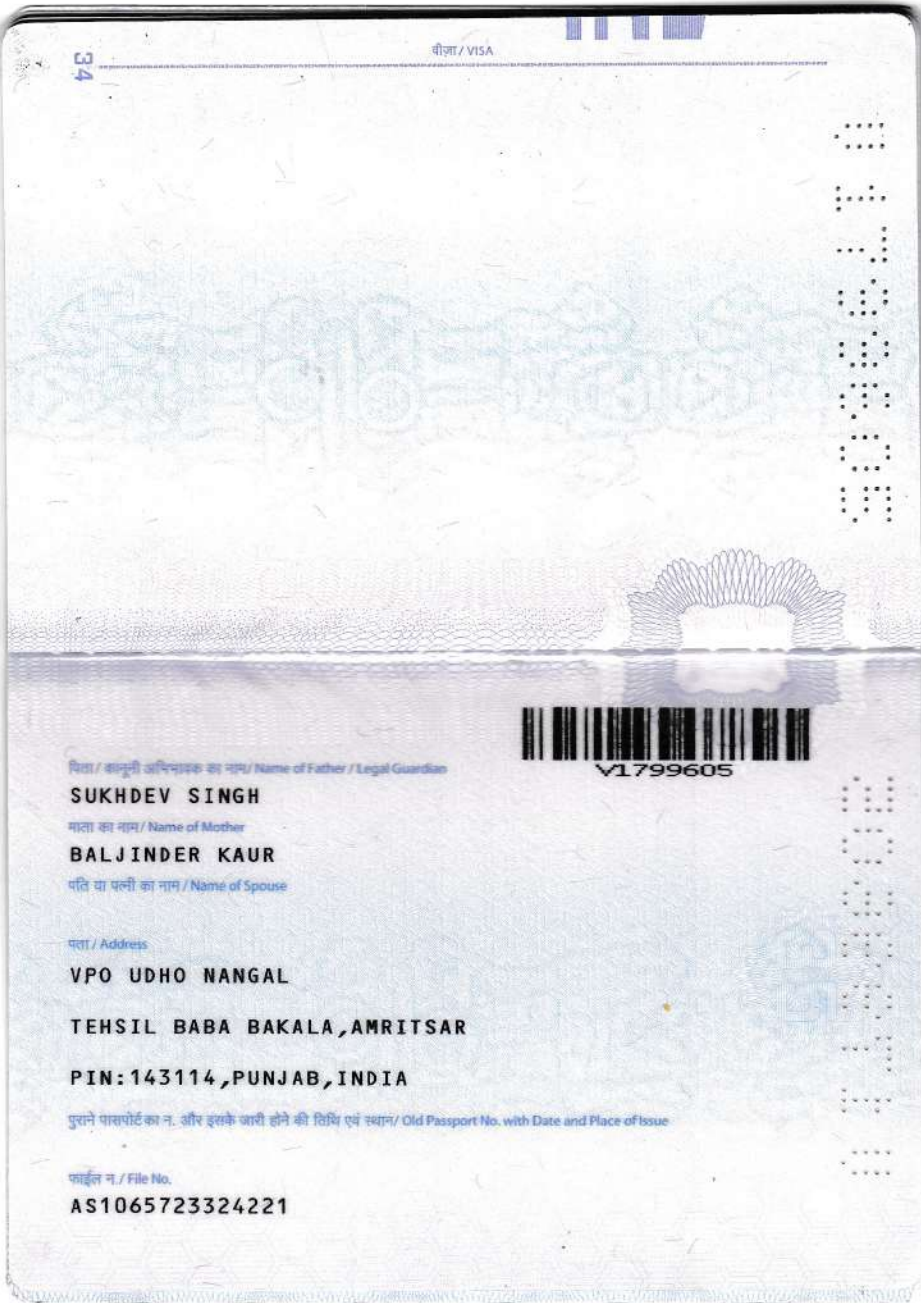 34
वीज़ा / VISA
V1799605
पिता / कानूनी अभिभावक का नाम / Name of Father / Legal Guardian
SUKHDEV SINGH
माता का नाम / Name of Mother
BALJINDER KAUR
पति या पत्नी का नाम / Name of Spouse
पता / Address
VPO UDHO NANGAL
TEHSIL BABA BAKALA,AMRITSAR
PIN:143114,PUNJAB,INDIA
पुराने पासपोर्ट का न. और इसके जारी होने की तिथि एवं स्थान / Old Passport No. with Date and Place of Issue
फाईल न. / File No.
AS1065723324221